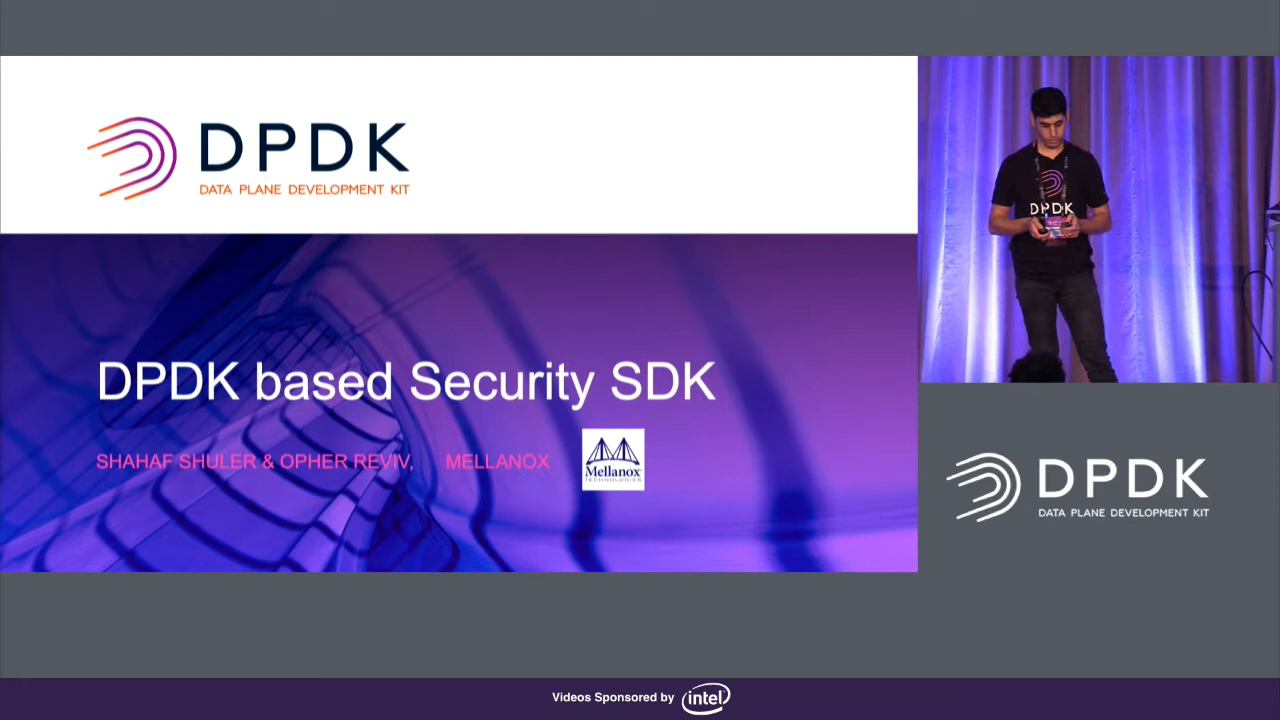 DPDK
DATA PLANE DEVELOPMENT KIT
DPDK based Security SDK
SHAHAF SHULER & OPHER REVIV, MELLANOX
Mellanox
TECHNOLOGIES
DPDK
DPDK
DATA PLANE DEVELOPMENT KIT
Videos Sponsored by intel